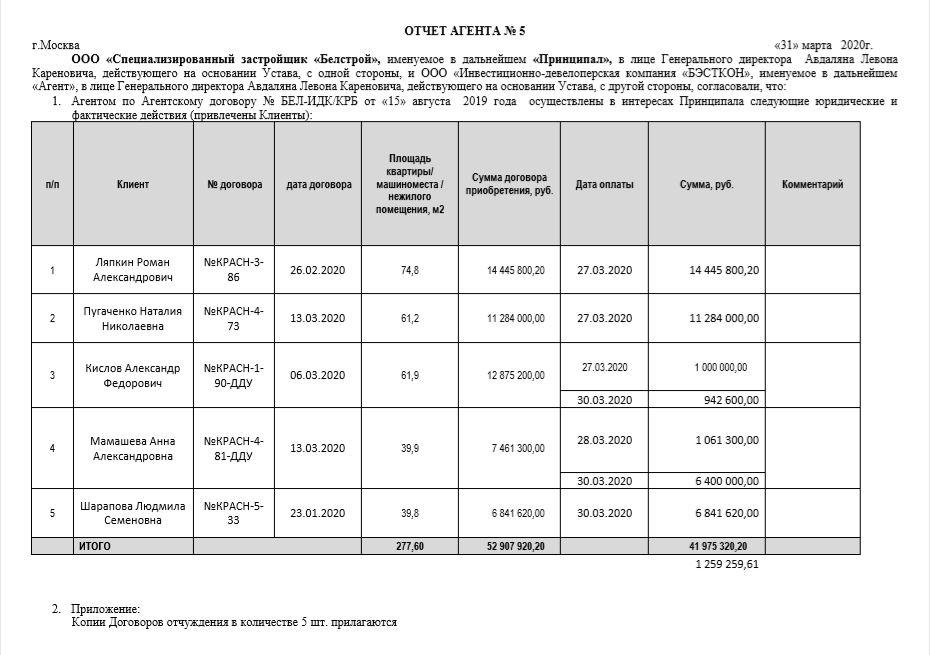 ОТЧЕТ АГЕНТА № 5
г.Москва «31» марта 2020г.
ООО «Специализированный застройщик «Белстрой», именуемое в дальнейшем «Принципал», в лице Генерального директора Авдаляна Левона
Кареновича, действующего на основании Устава, с одной стороны, и ООО «Инвестиционно-девелоперская компания «БЭСТКОН», именуемое в дальнейшем
«Агент», в лице Генерального директора Авдаляна Левона Кареновича, действующего на основании Устава, с другой стороны, согласовали, что:
1. Агентом по Агентскому договору № БЕЛ-ИДК/КРБ от «15» августа 2019 года осуществлены в интересах Принципала следующие юридические и
фактические действия (привлечены Клиенты):
п/п Клиент № договора дата договора Площадь квартиры/ машиноместа / нежилого помещения, м2 Сумма договора приобретения, руб. Дата оплаты Сумма, руб. Комментарий
1 Ляпкин Роман Александрович №КРАСН-3-86 26.02.2020 74,8 14 445 800,20 27.03.2020 14 445 800,20
2 Пугаченко Наталия Николаевна №КРАСН-4-73 13.03.2020 61,2 11 284 000,00 27.03.2020 11 284 000,00
3 Кислов Александр Федорович №КРАСН-1-90-ДДУ 06.03.2020 61,9 12 875 200,00 27.03.2020 1 000 000,00
30.03.2020 942 600,00
4 Мамашева Анна Александровна №КРАСН-4-81-ДДУ 13.03.2020 39,9 7 461 300,00 28.03.2020 1 061 300,00
30.03.2020 6 400 000,00
5 Шарапова Людмила Семеновна №КРАСН-5-33 23.01.2020 39,8 6 841 620,00 30.03.2020 6 841 620,00
ИТОГО 277,60 52 907 920,20 41 975 320,20
1 259 259,61
2. Приложение:
Копии Договоров отчуждения в количестве 5 шт. прилагаются